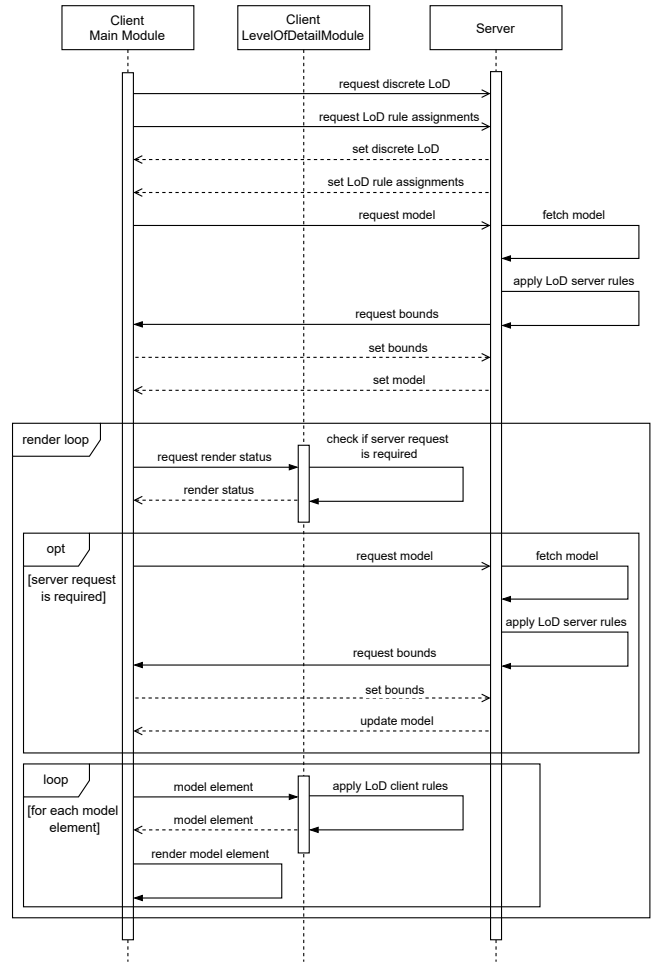 Client
Main Module
Client
LevelOfDetailModule
Server
request discrete LoD
request LoD rule assignments
set discrete LoD
set LoD rule assignments
request model
fetch model
apply LoD server rules
request bounds
set bounds
set model
render loop
check if server request
is required
request render status
render status
opt
[server request
is required]
request model
fetch model
apply LoD server rules
request bounds
set bounds
update model
loop
[for each model
element]
model element
apply LoD client rules
model element
render model element